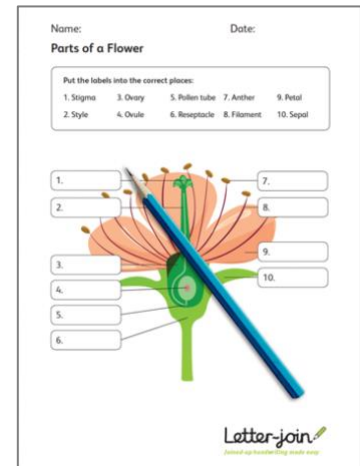 Name: Date:
Parts of a Flower
Put the labels into the correct places:
1. Stigma 3. Ovary 5. Pollen tube 7. Anther 9. Petal
2. Style 4. Ovule 6. Receptacle 8. Filament 10. Sepal
1. 7.
2. 8.
9.
3.
10.
4.
5.
6.
Letter-join
Joined up handwriting made easy